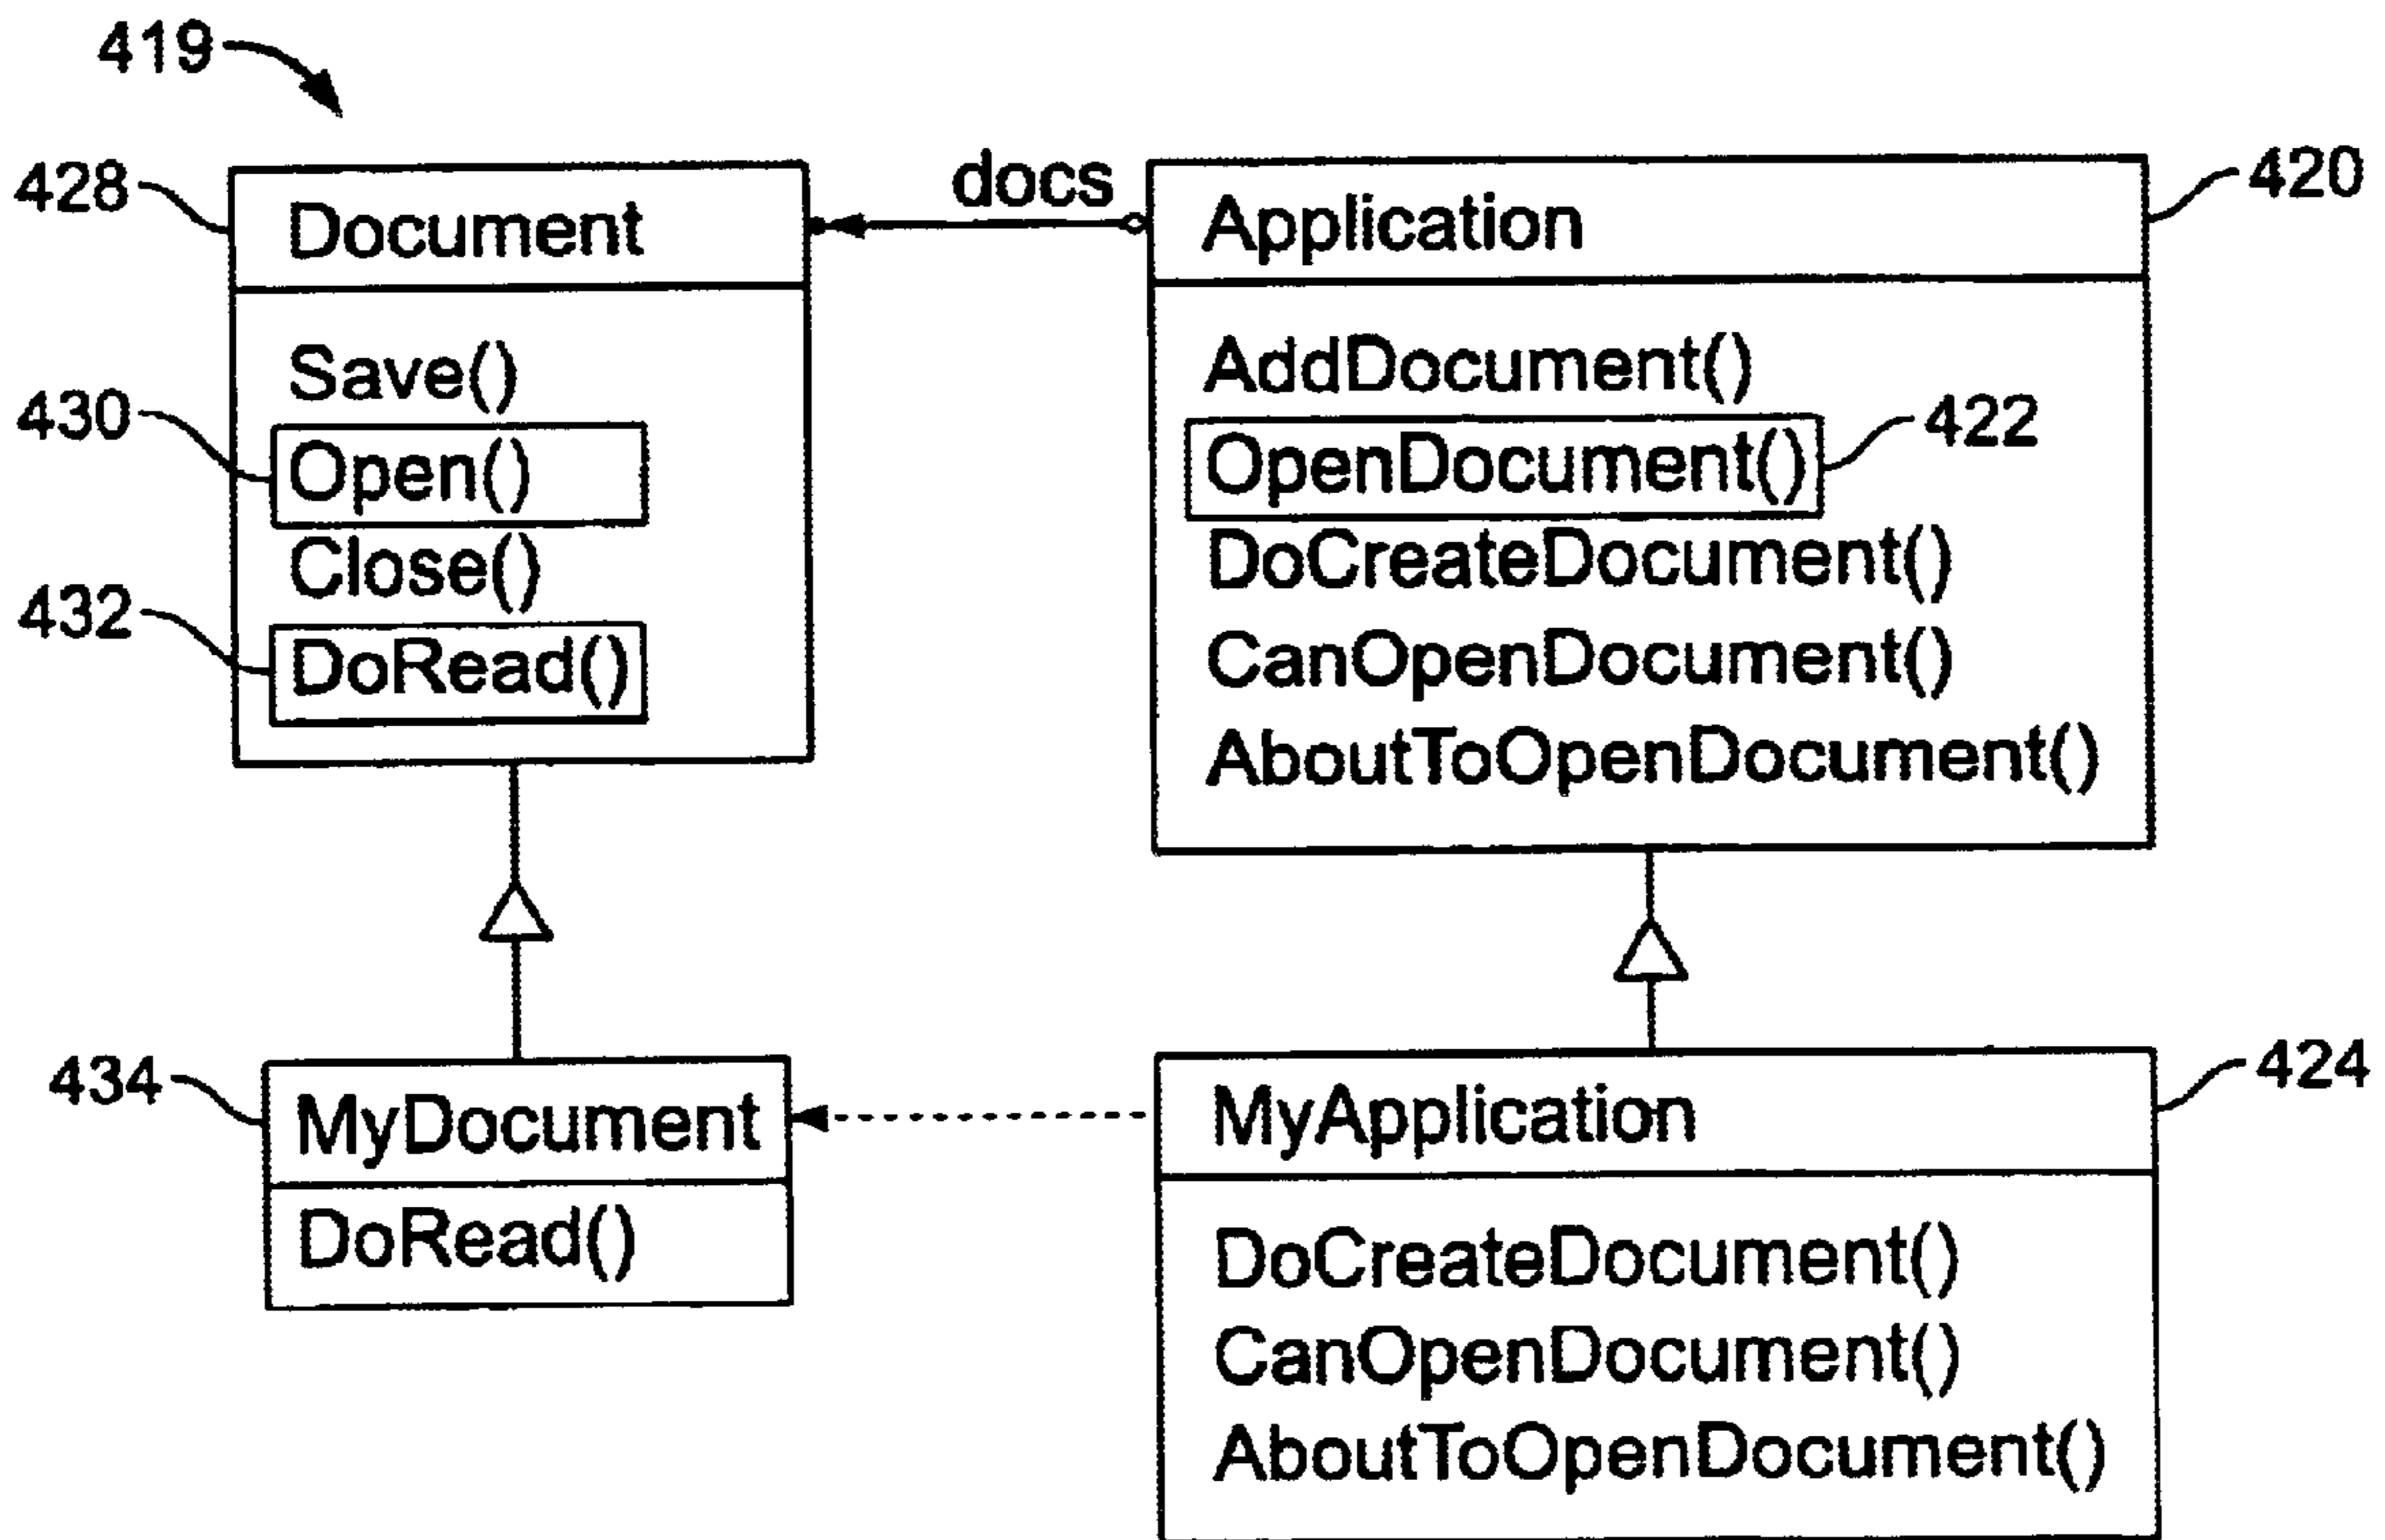 419
428
Document
Save()
430
Open()
Close()
432
DoRead()
docs
420
Application
AddDocument()
OpenDocument()
422
DoCreateDocument()
CanOpenDocument()
AboutToOpenDocument()
434
MyDocument
DoRead()
424
MyApplication
DoCreateDocument()
CanOpenDocument()
AboutToOpenDocument()